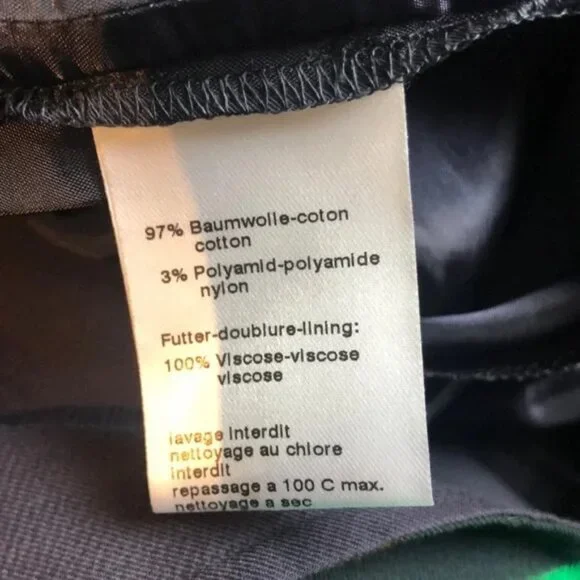 97% Baumwolle-coton
cotton
3% Polyamid-polyamide
nylon
Futter-doublure-lining:
100% Viscose-viscose
viscose
lavage interdit
nettoyage au chlore
interdit
repassage a 100 C max.
nettoyage a sec